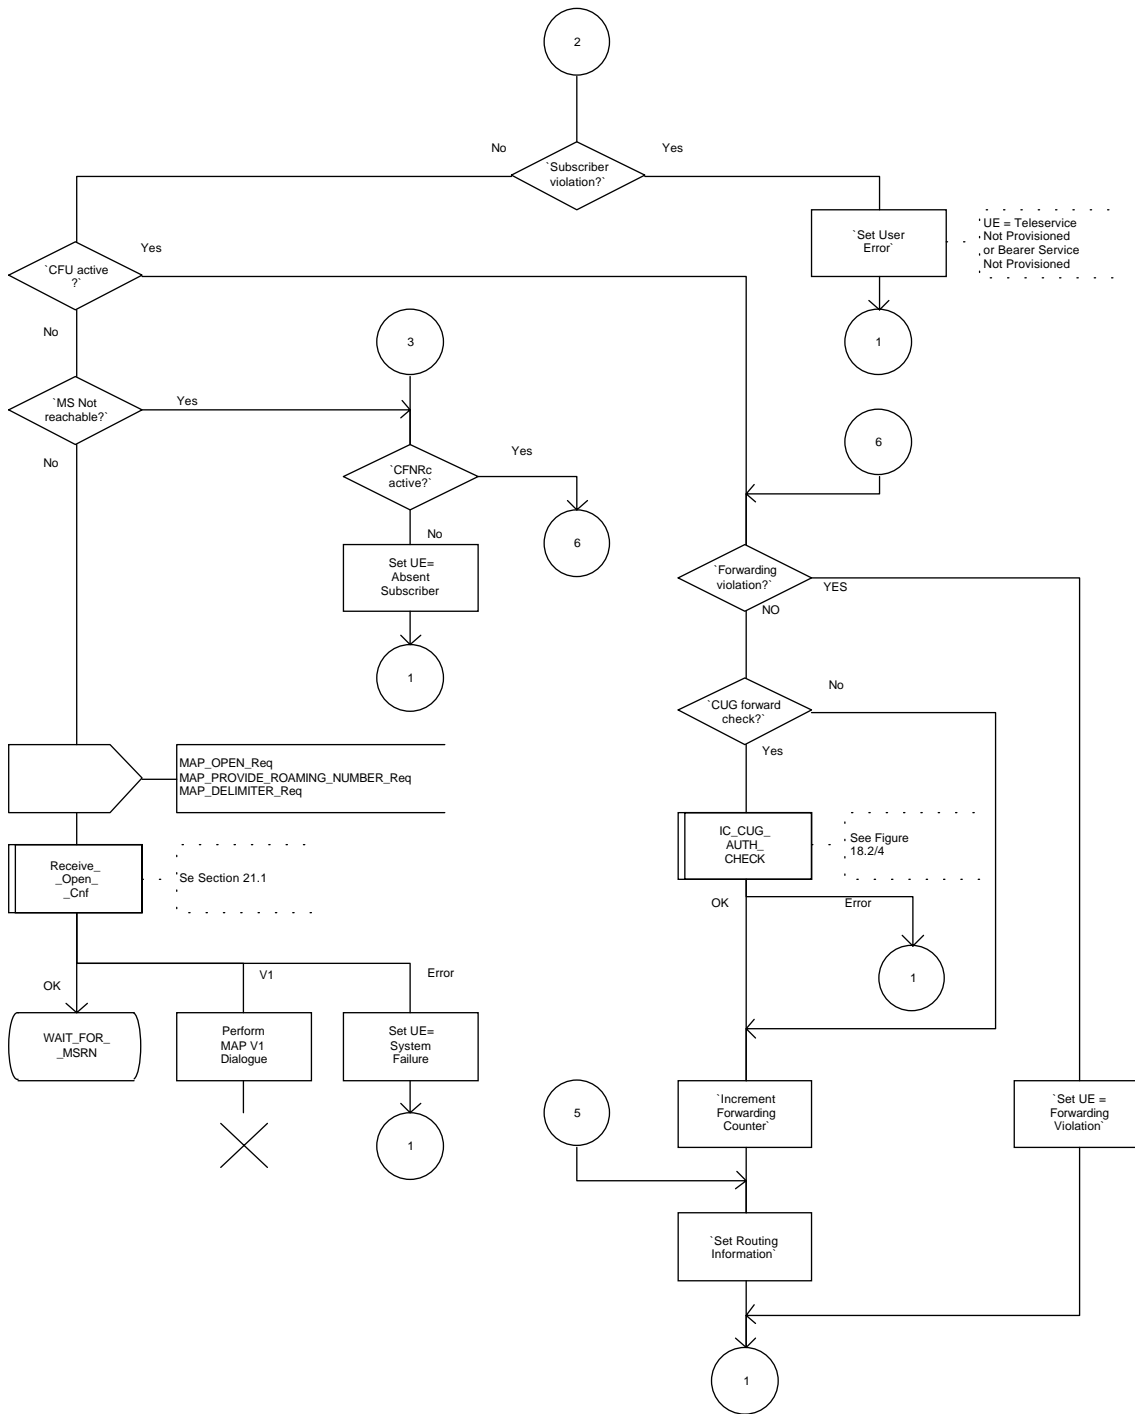 2
No
Yes
`Subscriber
violation?`
`Set User
Error`
UE = Teleservice
Not Provisioned
or Bearer Service
Not Provisioned
Yes
`CFU active
?`
No
3
1
`MS Not
reachable?`
Yes
No
6
`CFNRc
active?`
Yes
No
6
Set UE=
Absent
Subscriber
`Forwarding
violation?`
YES
NO
1
`CUG forward
check?`
No
Yes
MAP_OPEN_Req
MAP_PROVIDE_ROAMING_NUMBER_Req
MAP_DELIMITER_Req
IC_CUG_
AUTH_
CHECK
See Figure
18.2/4
Receive_
_Open_
_Cnf
Se Section 21.1
OK
Error
1
OK
V1
Error
WAIT_FOR_
_MSRN
Perform
MAP V1
Dialogue
Set UE=
System
Failure
1
5
`Increment
Forwarding
Counter`
`Set UE =
Forwarding
Violation`
`Set Routing
Information`
1